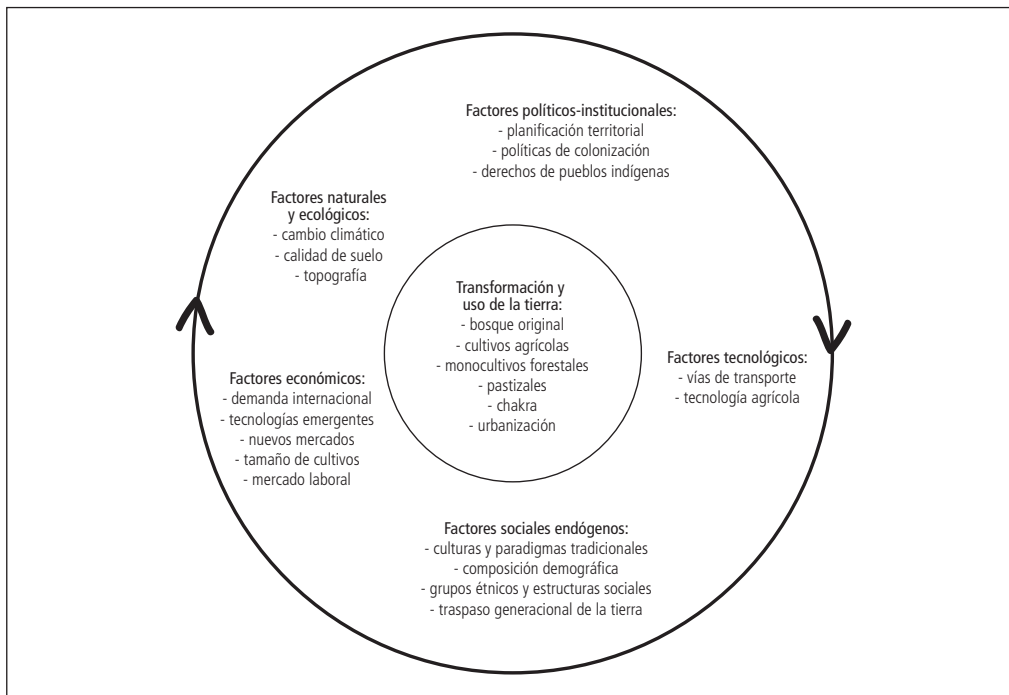 Factores políticos-institucionales:
- planificación territorial
- políticas de colonización
- derechos de pueblos indígenas
Factores naturales
y ecológicos:
- cambio climático
- calidad de suelo
- topografía
Transformación y
uso de la tierra:
- bosque original
- cultivos agrícolas
- monocultivos forestales
- pastizales
- chakra
- urbanización
Factores tecnológicos:
- vías de transporte
- tecnología agrícola
Factores económicos:
- demanda internacional
- tecnologías emergentes
- nuevos mercados
- tamaño de cultivos
- mercado laboral
Factores sociales endógenos:
- culturas y paradigmas tradicionales
- composición demográfica
- grupos étnicos y estructuras sociales
- traspaso generacional de la tierra